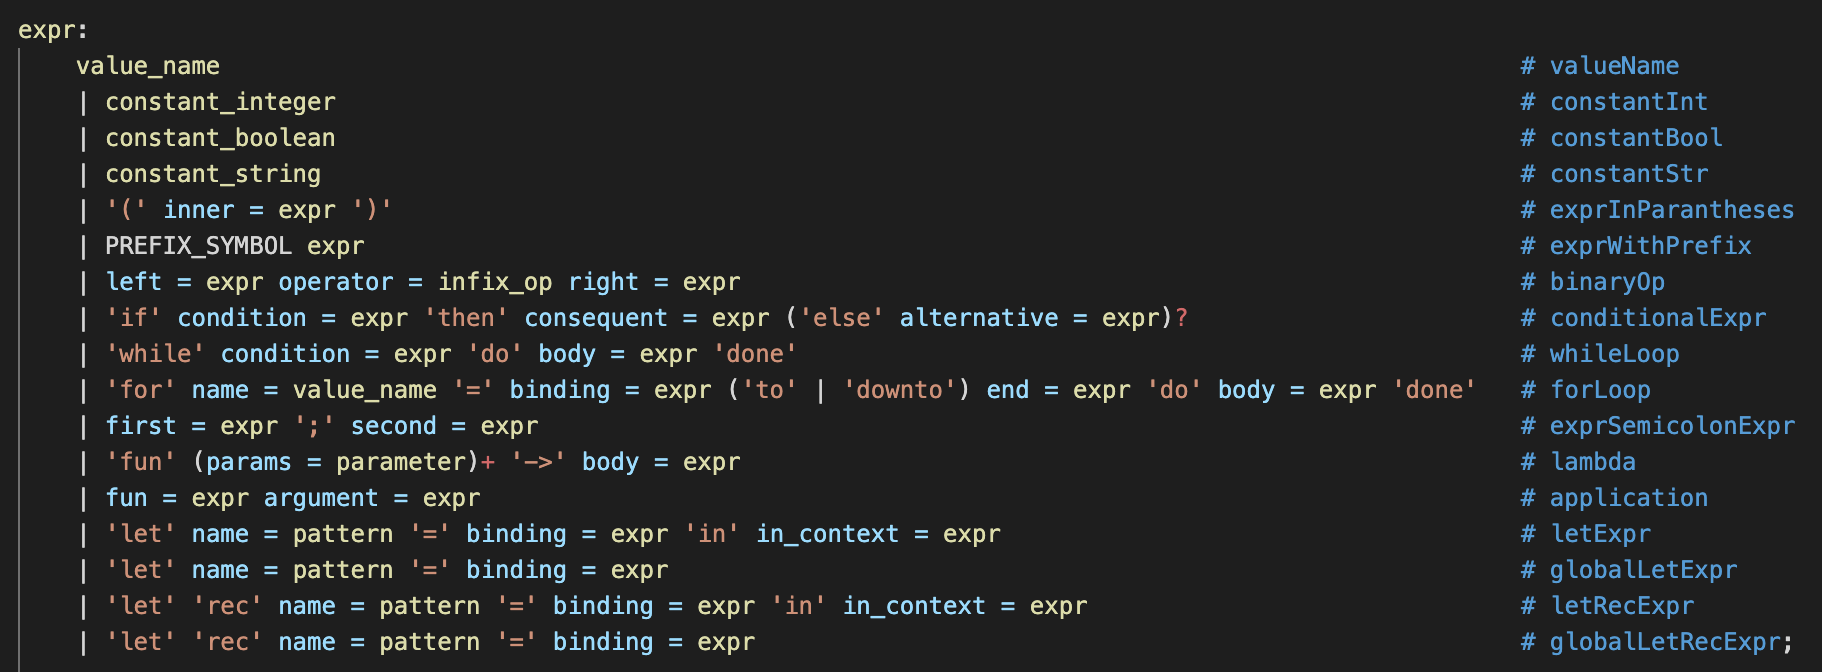 expr:
value_name # valueName
| constant_integer # constantInt
| constant_boolean # constantBool
| constant_string # constantStr
| '(' inner = expr ')' # exprInParantheses
| PREFIX_SYMBOL expr # exprWithPrefix
| left = expr operator = infix_op right = expr # binaryOp
| 'if' condition = expr 'then' consequent = expr ('else' alternative = expr)? # conditionalExpr
| 'while' condition = expr 'do' body = expr 'done' # whileLoop
| 'for' name = value_name '=' binding = expr ('to' | 'downto') end = expr 'do' body = expr 'done' # forLoop
| first = expr ';' second = expr # exprSemicolonExpr
| 'fun' (params = parameter)+ '->' body = expr # lambda
| fun = expr argument = expr # application
| 'let' name = pattern '=' binding = expr 'in' in_context = expr # letExpr
| 'let' name = pattern '=' binding = expr # globalLetExpr
| 'let' 'rec' name = pattern '=' binding = expr 'in' in_context = expr # letRecExpr
| 'let' 'rec' name = pattern '=' binding = expr # globalLetRecExpr;